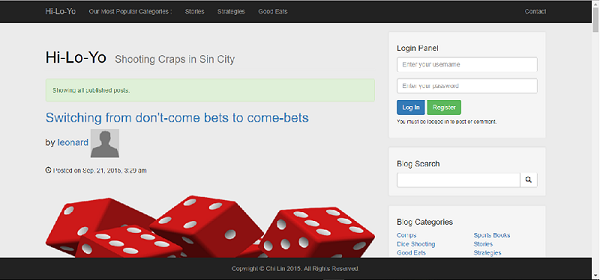 Hi-Lo-Yo Our Most Popular Categories : Stories Strategies Good Eats Contact
Hi-Lo-Yo Shooting Craps in Sin City
Showing all published posts.
Switching from don't-come bets to come-bets
by leonard
Posted on Sep. 21, 2015, 3:29 am
Login Panel
Enter your username
Enter your password
Log In Register
You must be logged in to post or comment.
Blog Search
Blog Categories
Comps Sports Books
Dice Shooting Stories
Good Eats Strategies
Copyright © Chi Lin 2015. All Rights Reserved.